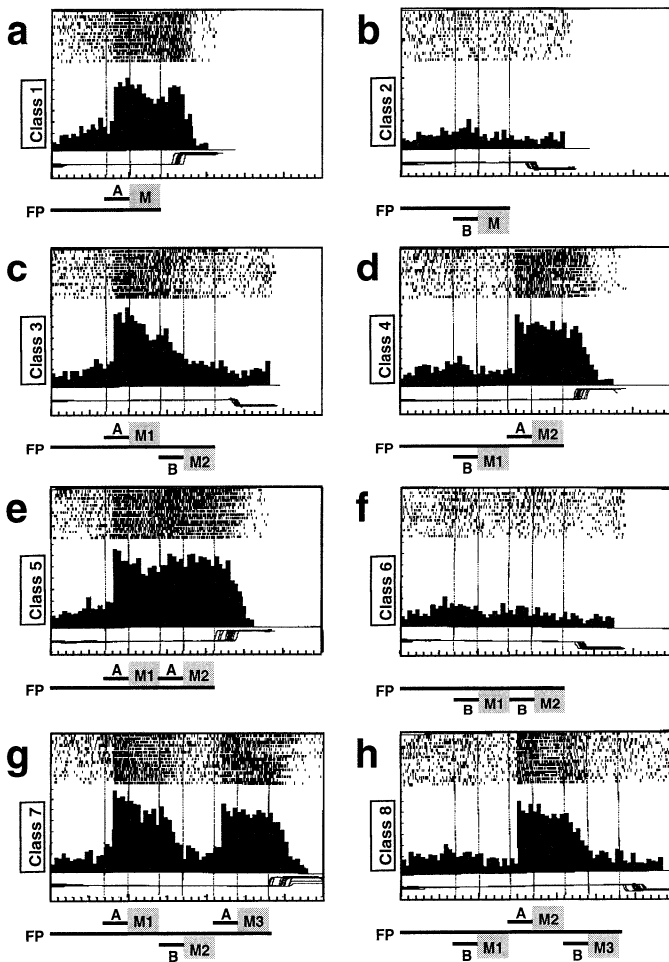 a
Class 1
A
M
FP
b
Class 2
B
M
FP
c
Class 3
A
M1
FP
B
M2
d
Class 4
A
M2
FP
B
M1
e
Class 5
A
M1
A
M2
FP
f
Class 6
FP
B
M1
B
M2
g
Class 7
A
M1
A
M3
FP
B
M2
h
Class 8
A
M2
FP
B
M1
B
M3